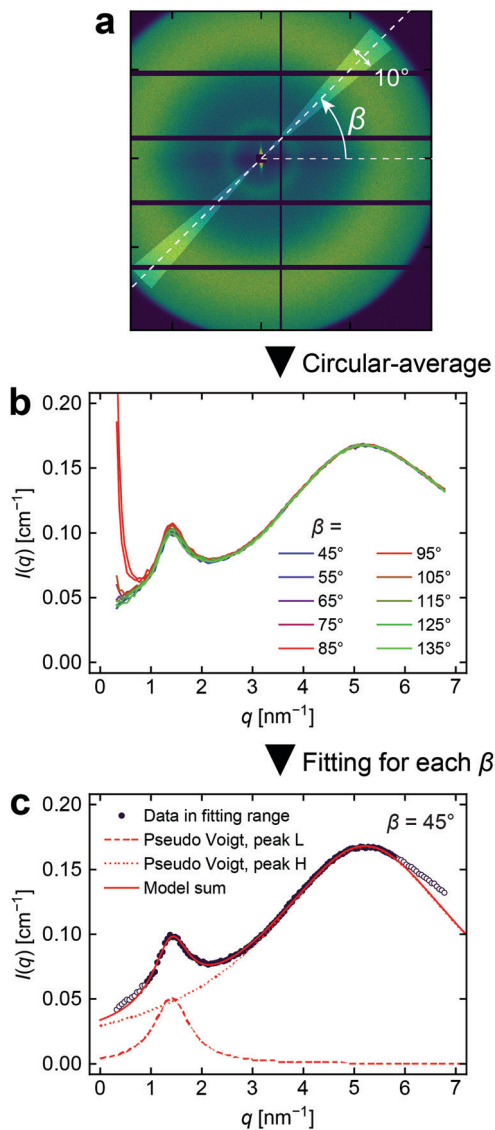 a
10°
β
Circular-average
b
0.20
0.15
0.10
0.05
0.00
I(q) [cm⁻¹]
β =
45° 95°
55° 105°
65° 115°
75° 125°
85° 135°
0 1 2 3 4 5 6 7
q [nm⁻¹]
Fitting for each β
c
0.20
0.15
0.10
0.05
0.00
I(q) [cm⁻¹]
Data in fitting range
Pseudo Voigt, peak L
Pseudo Voigt, peak H
Model sum
β = 45°
0 1 2 3 4 5 6 7
q [nm⁻¹]